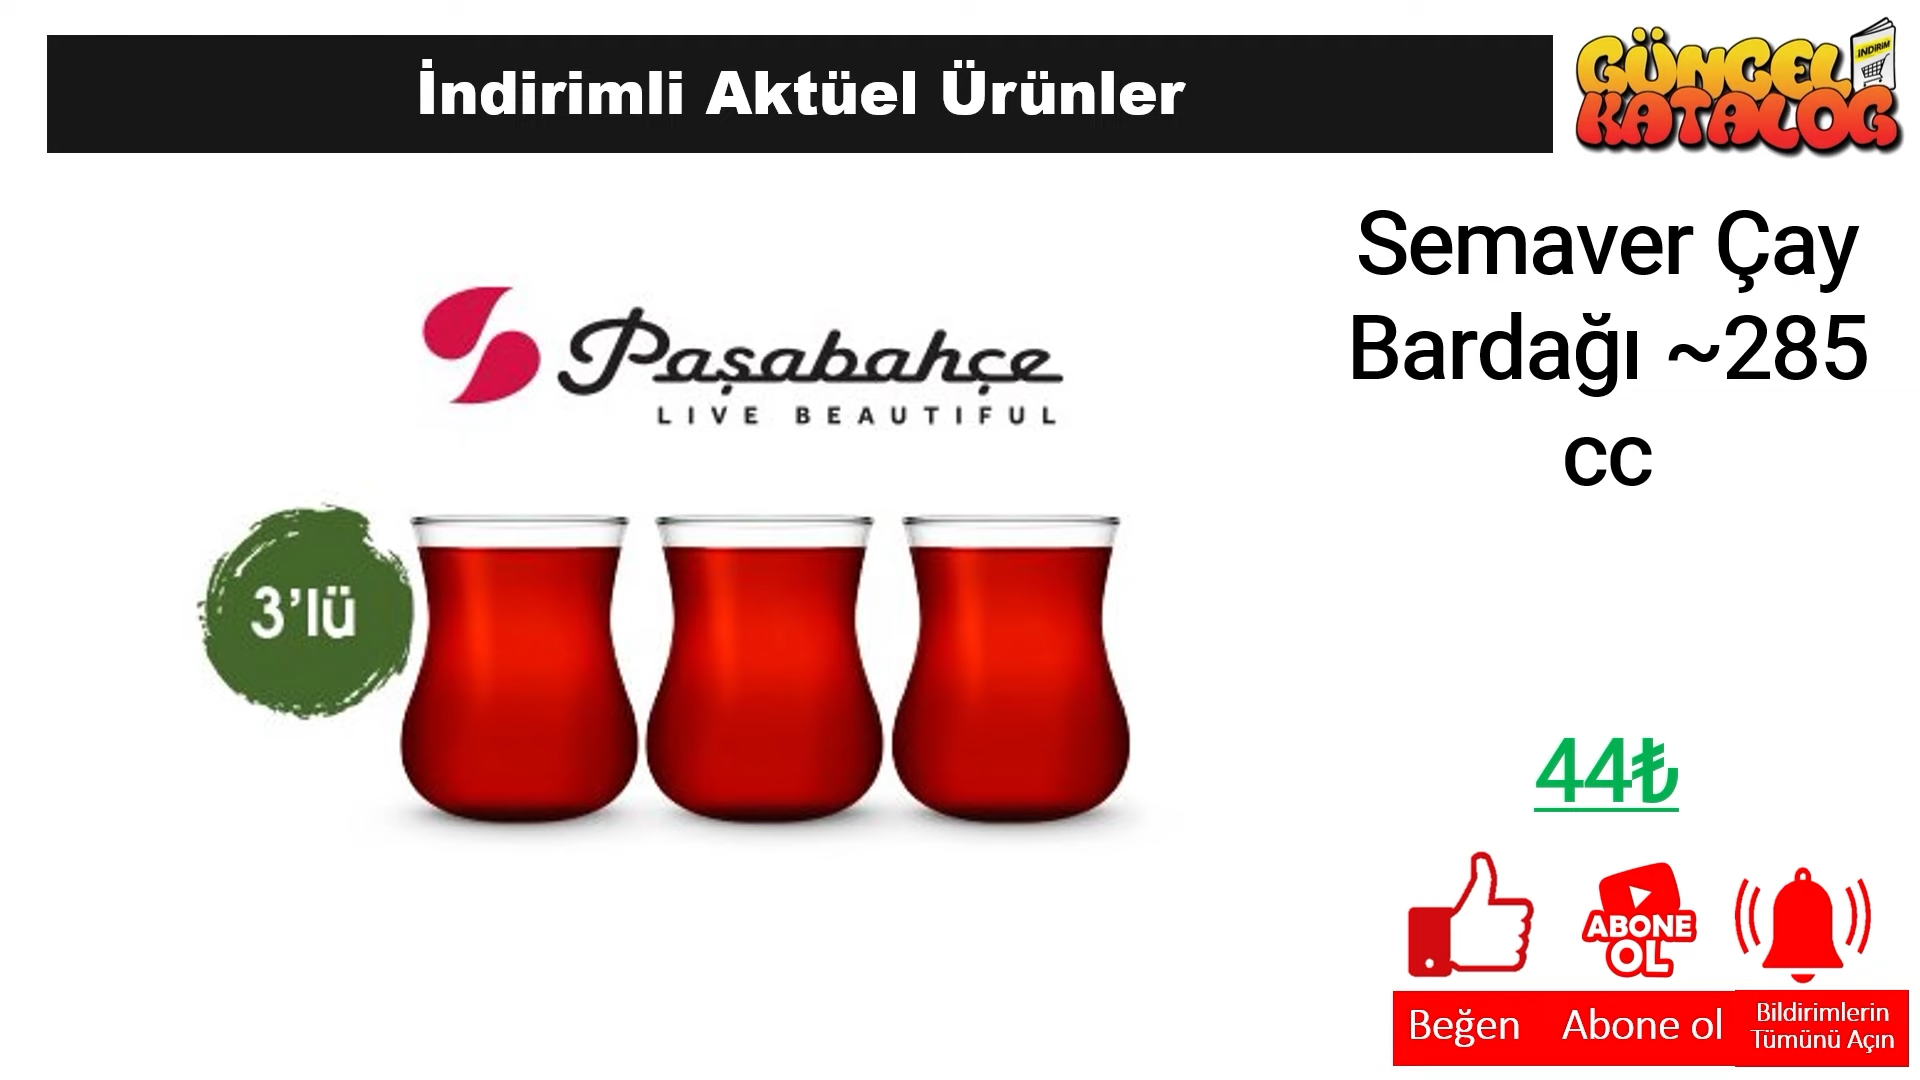 İndirimli Aktüel Ürünler
GÜNCEL
KATALOG
İNDİRİM
Semaver Çay
Bardağı ~285
cc
Paşabahçe
LIVE BEAUTIFUL
3'lü
44₺
ABONE
OL
Beğen
Abone ol
Bildirimlerin
Tümünü Açın